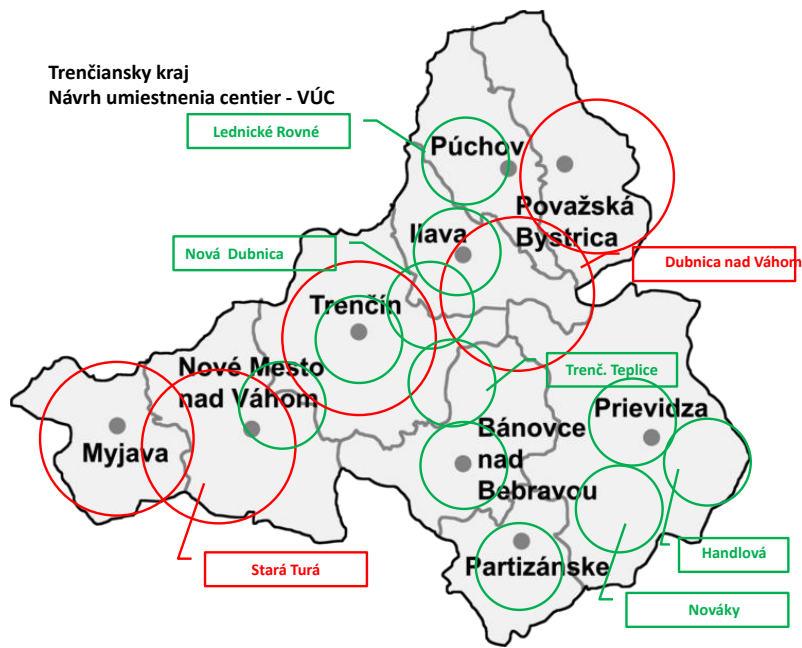 Trenčiansky kraj
Návrh umiestnenia centier - VÚC
Lednické Rovné
Púchov
Považská
Bystrica
Ilava
Nová  Dubnica
Dubnica nad Váhom
Trenčín
Nové Mesto
nad Váhom
Trenč. Teplice
Prievidza
Myjava
Bánovce
nad
Bebravou
Partizánske
Stará Turá
Handlová
Nováky